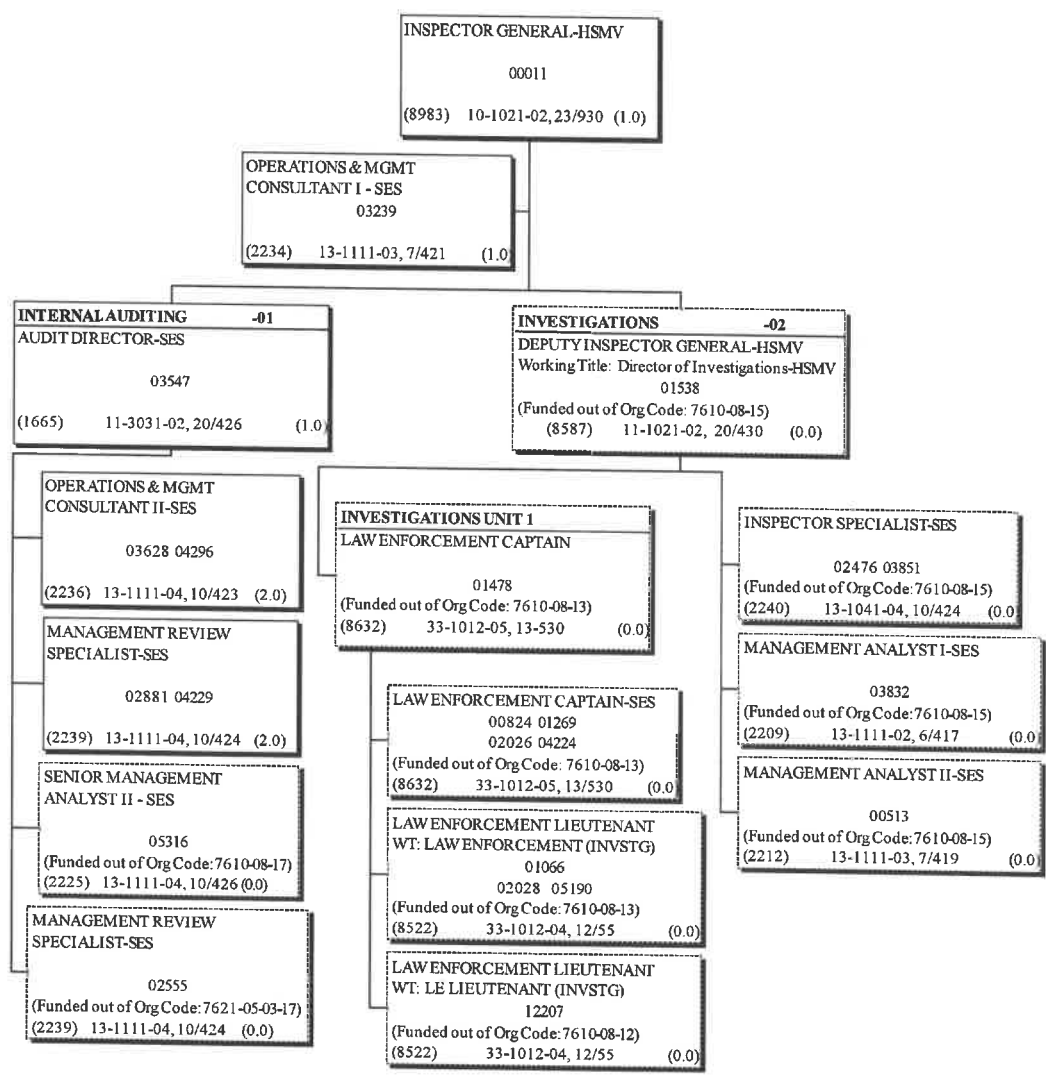 INSPECTOR GENERAL-HSMV
00011
(8983) 10-1021-02, 23/930 (1.0)
OPERATIONS & MGMT
CONSULTANT I - SES
03239
(2234) 13-1111-03, 7/421 (1.0)
INTERNAL AUDITING -01
AUDIT DIRECTOR-SES
03547
(1665) 11-3031-02, 20/426 (1.0)
OPERATIONS & MGMT
CONSULTANT II-SES
03628 04296
(2236) 13-1111-04, 10/423 (2.0)
MANAGEMENT REVIEW
SPECIALIST-SES
02881 04229
(2239) 13-1111-04, 10/424 (2.0)
SENIOR MANAGEMENT
ANALYST II - SES
05316
(Funded out of Org Code: 7610-08-17)
(2225) 13-1111-04, 10/426 (0.0)
MANAGEMENT REVIEW
SPECIALIST-SES
02555
(Funded out of Org Code: 7621-05-03-17)
(2239) 13-1111-04, 10/424 (0.0)
INVESTIGATIONS -02
DEPUTY INSPECTOR GENERAL-HSMV
Working Title: Director of Investigations-HSMV
01538
(Funded out of Org Code: 7610-08-15)
(8587) 11-1021-02, 20/430 (0.0)
INVESTIGATIONS UNIT 1
LAW ENFORCEMENT CAPTAIN
01478
(Funded out of Org Code: 7610-08-13)
(8632) 33-1012-05, 13-530 (0.0)
LAW ENFORCEMENT CAPTAIN-SES
00824 01269
02026 04224
(Funded out of Org Code: 7610-08-13)
(8632) 33-1012-05, 13/530 (0.0
LAW ENFORCEMENT LIEUTENANT
WT: LAW ENFORCEMENT (INVSTG)
01066
02028 05190
(Funded out of Org Code: 7610-08-13)
(8522) 33-1012-04, 12/55 (0.0)
LAW ENFORCEMENT LIEUTENANT
WT: LE LIEUTENANT (INVSTG)
12207
(Funded out of Org Code: 7610-08-12)
(8522) 33-1012-04, 12/55 (0.0)
INSPECTOR SPECIALIST-SES
02476 03851
(Funded out of Org Code: 7610-08-15)
(2240) 13-1041-04, 10/424 (0.0
MANAGEMENT ANALYST I-SES
03832
(Funded out of Org Code: 7610-08-15)
(2209) 13-1111-02, 6/417 (0.0)
MANAGEMENT ANALYST II-SES
00513
(Funded out of Org Code: 7610-08-15)
(2212) 13-1111-03, 7/419 (0.0)